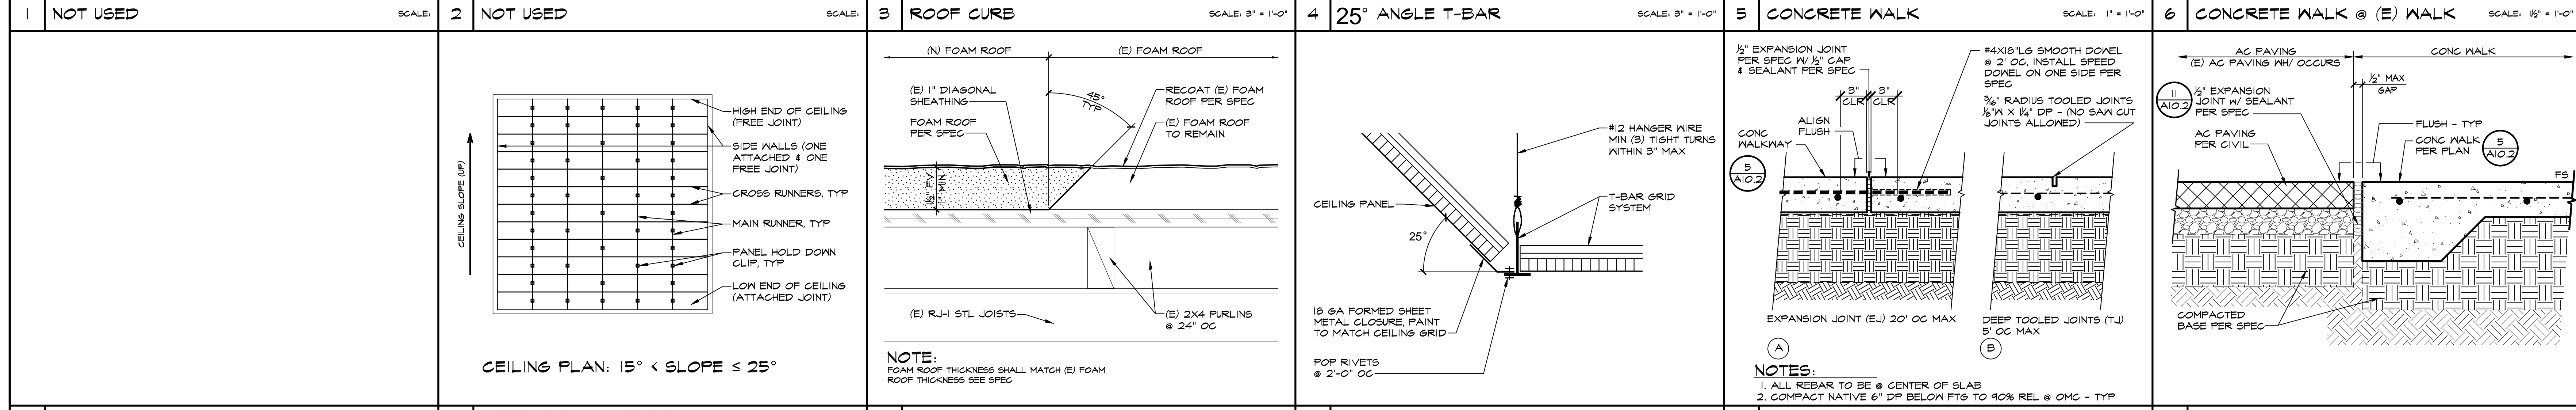 1 NOT USED SCALE:
2 NOT USED SCALE:
HIGH END OF CEILING
(FREE JOINT)
SIDE WALLS (ONE
ATTACHED & ONE
FREE JOINT)
CROSS RUNNERS, TYP
MAIN RUNNER, TYP
PANEL HOLD DOWN
CLIP, TYP
LOW END OF CEILING
(ATTACHED JOINT)
CEILING SLOPE (UP)
CEILING PLAN: 15° < SLOPE ≤ 25°
3 ROOF CURB SCALE: 3" = 1'-0"
(N) FOAM ROOF
(E) FOAM ROOF
(E) 1" DIAGONAL
SHEATHING
FOAM ROOF
PER SPEC
45°
TYP
RECOAT (E) FOAM
ROOF PER SPEC
(E) FOAM ROOF
TO REMAIN
1½" FV
1" MIN
(E) RJ-1 STL JOISTS
(E) 2X4 PURLINS
@ 24" OC
NOTE:
FOAM ROOF THICKNESS SHALL MATCH (E) FOAM
ROOF THICKNESS SEE SPEC
4 25° ANGLE T-BAR SCALE: 3" = 1'-0"
#12 HANGER WIRE
MIN (3) TIGHT TURNS
WITHIN 3" MAX
CEILING PANEL
T-BAR GRID
SYSTEM
25°
18 GA FORMED SHEET
METAL CLOSURE, PAINT
TO MATCH CEILING GRID
POP RIVETS
@ 2'-0" OC
5 CONCRETE WALK SCALE: 1" = 1'-0"
½" EXPANSION JOINT
PER SPEC W/ ½" CAP
& SEALANT PER SPEC
#4X18"LG SMOOTH DOWEL
@ 2' OC, INSTALL SPEED
DOWEL ON ONE SIDE PER
SPEC
3" CLR
3" CLR
3/16" RADIUS TOOLED JOINTS
⅛"W X 1¼" DP - (NO SAW CUT
JOINTS ALLOWED)
ALIGN
FLUSH
CONC
WALKWAY
5
A10.2
EXPANSION JOINT (EJ) 20' OC MAX
DEEP TOOLED JOINTS (TJ)
5' OC MAX
A
B
NOTES:
1. ALL REBAR TO BE @ CENTER OF SLAB
2. COMPACT NATIVE 6" DP BELOW FTG TO 90% REL @ OMC - TYP
6 CONCRETE WALK @ (E) WALK SCALE: 1½" = 1'-0"
AC PAVING
(E) AC PAVING WH/ OCCURS
CONC WALK
½" MAX
GAP
11
A10.2
½" EXPANSION
JOINT W/ SEALANT
PER SPEC
AC PAVING
PER CIVIL
FLUSH - TYP
CONC WALK
PER PLAN
5
A10.2
FS
COMPACTED
BASE PER SPEC